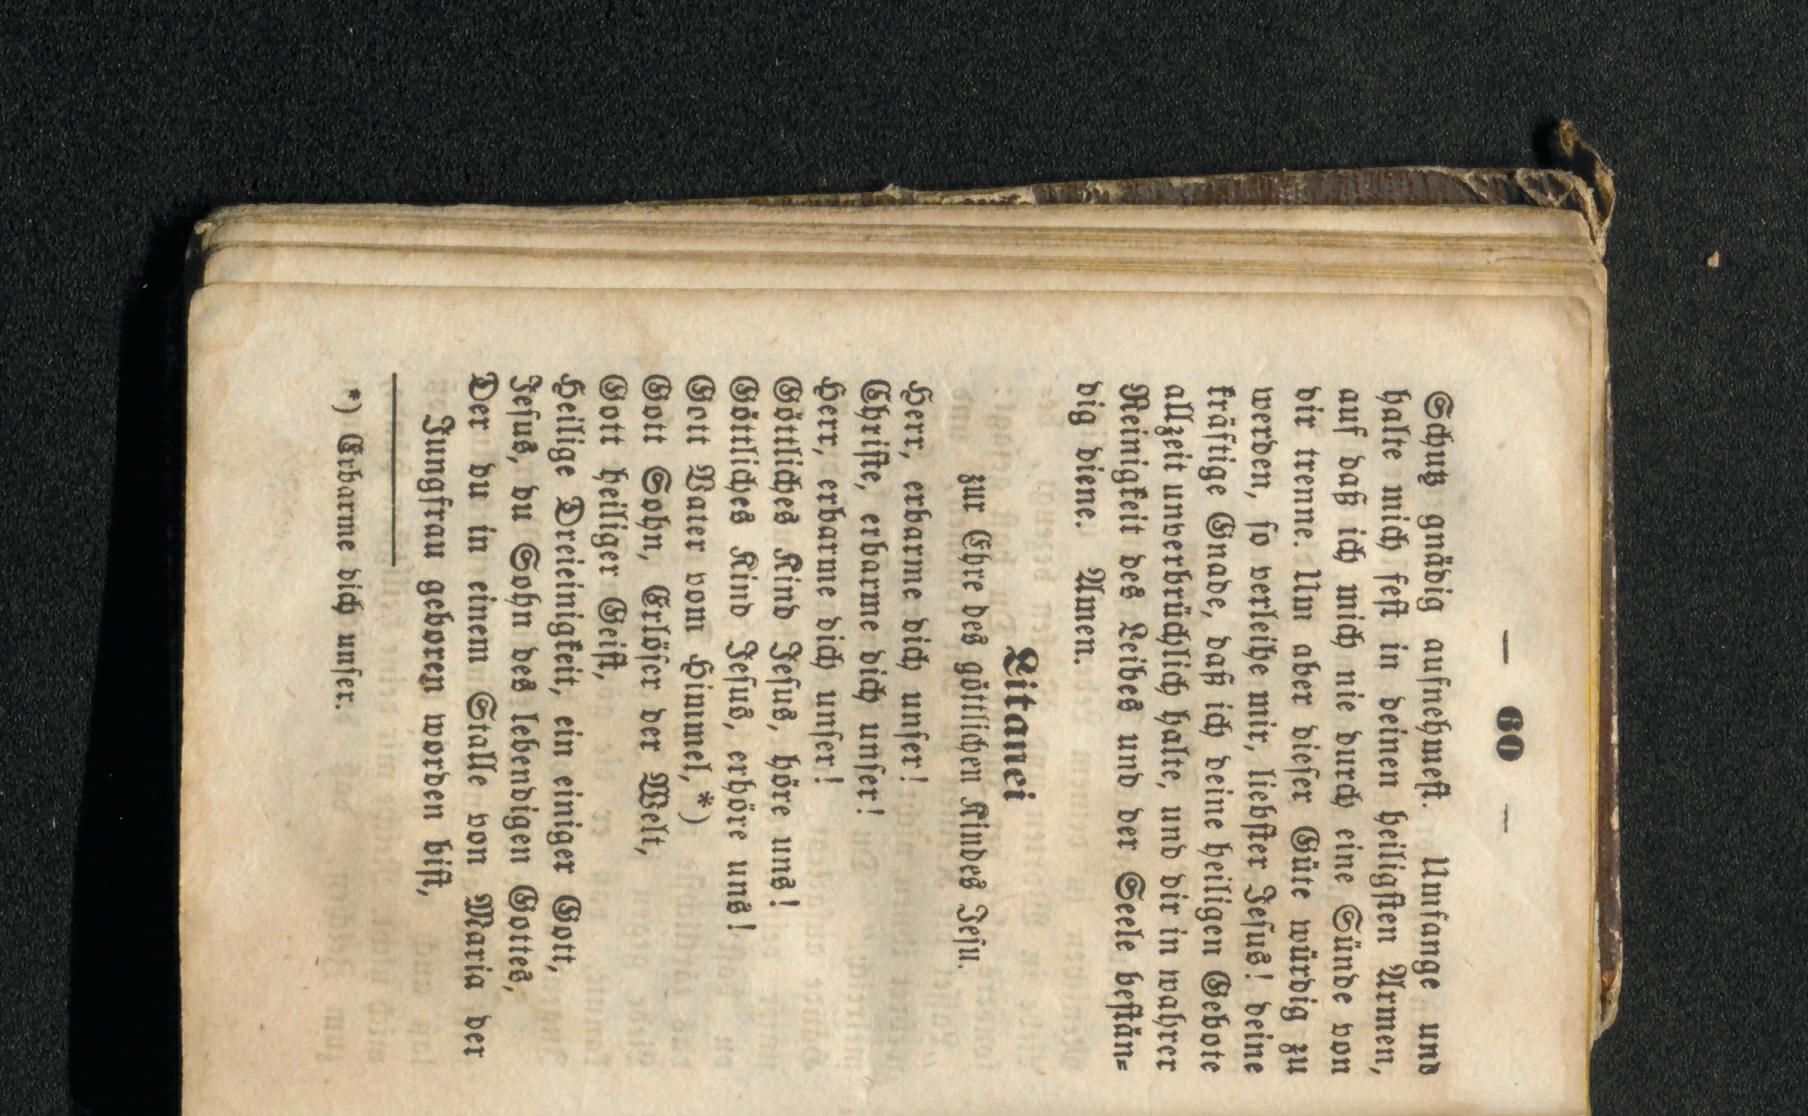 — 60 —
Schutz gnädig aufnehmest. Umfange und
halte mich fest in deinen heiligsten Armen,
auf daß ich mich nie durch eine Sünde von
dir trenne. Um aber dieser Güte würdig zu
werden, so verleihe mir, liebster Jesus! deine
kräftige Gnade, daß ich deine heiligen Gebote
allzeit unverbrüchlich halte, und dir in wahrer
Reinigkeit des Leibes und der Seele bestän-
dig diene. Amen.
Litanei
zur Ehre des göttlichen Kindes Jesu.
Herr, erbarme dich unser!
Christe, erbarme dich unser!
Herr, erbarme dich unser!
Göttliches Kind Jesus, höre uns!
Göttliches Kind Jesus, erhöre uns!
Gott Vater vom Himmel,*)
Gott Sohn, Erlöser der Welt,
Gott heiliger Geist,
Heilige Dreieinigkeit, ein einiger Gott,
Jesus, du Sohn des lebendigen Gottes,
Der du in einem Stalle von Maria der
Jungfrau geboren worden bist,
*) Erbarme dich unser.